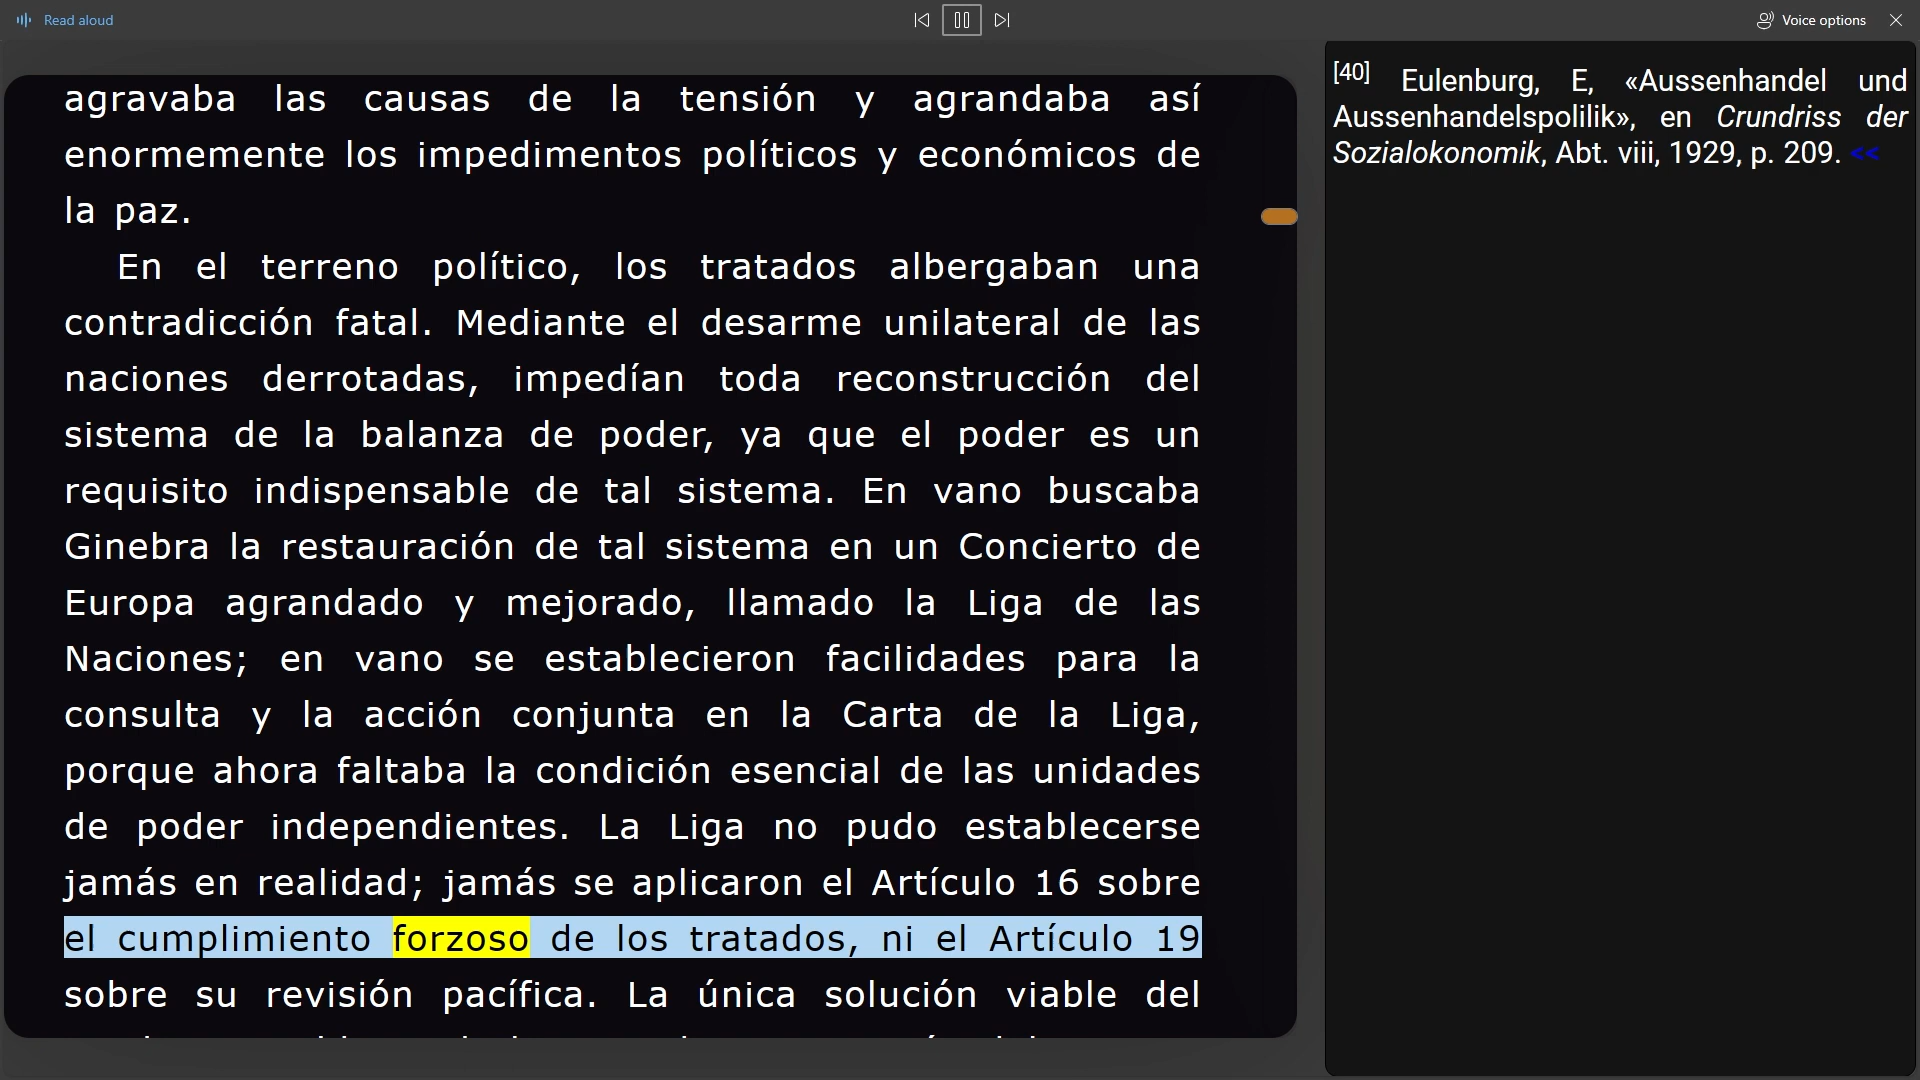 Read aloud
Voice options
agravaba las causas de la tensión y agrandaba así
enormemente los impedimentos políticos y económicos de
la paz.
En el terreno político, los tratados albergaban una
contradicción fatal. Mediante el desarme unilateral de las
naciones derrotadas, impedían toda reconstrucción del
sistema de la balanza de poder, ya que el poder es un
requisito indispensable de tal sistema. En vano buscaba
Ginebra la restauración de tal sistema en un Concierto de
Europa agrandado y mejorado, llamado la Liga de las
Naciones; en vano se establecieron facilidades para la
consulta y la acción conjunta en la Carta de la Liga,
porque ahora faltaba la condición esencial de las unidades
de poder independientes. La Liga no pudo establecerse
jamás en realidad; jamás se aplicaron el Artículo 16 sobre
el cumplimiento forzoso de los tratados, ni el Artículo 19
sobre su revisión pacífica. La única solución viable del
[40] Eulenburg, E, «Aussenhandel und
Aussenhandelspolilik», en Crundriss der
Sozialokonomik, Abt. viii, 1929, p. 209. <<